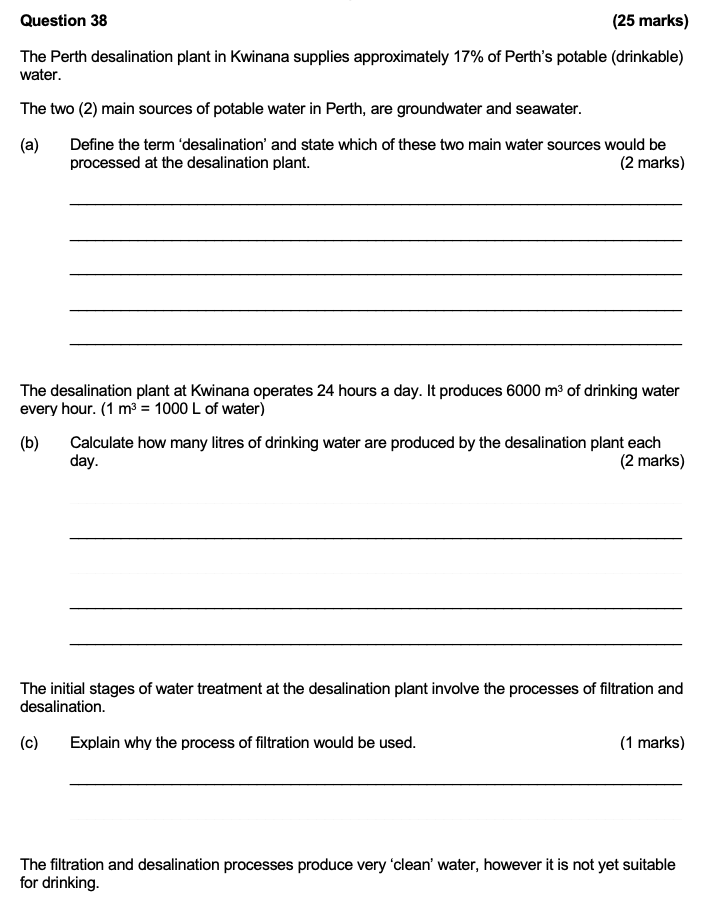 Question 38 (25 marks)
The Perth desalination plant in Kwinana supplies approximately 17% of Perth's potable (drinkable)
water.
The two (2) main sources of potable water in Perth, are groundwater and seawater.
(a) Define the term 'desalination' and state which of these two main water sources would be
processed at the desalination plant. (2 marks)
The desalination plant at Kwinana operates 24 hours a day. It produces 6000 m³ of drinking water
every hour. (1 m³ = 1000 L of water)
(b) Calculate how many litres of drinking water are produced by the desalination plant each
day. (2 marks)
The initial stages of water treatment at the desalination plant involve the processes of filtration and
desalination.
(c) Explain why the process of filtration would be used. (1 marks)
The filtration and desalination processes produce very 'clean' water, however it is not yet suitable
for drinking.